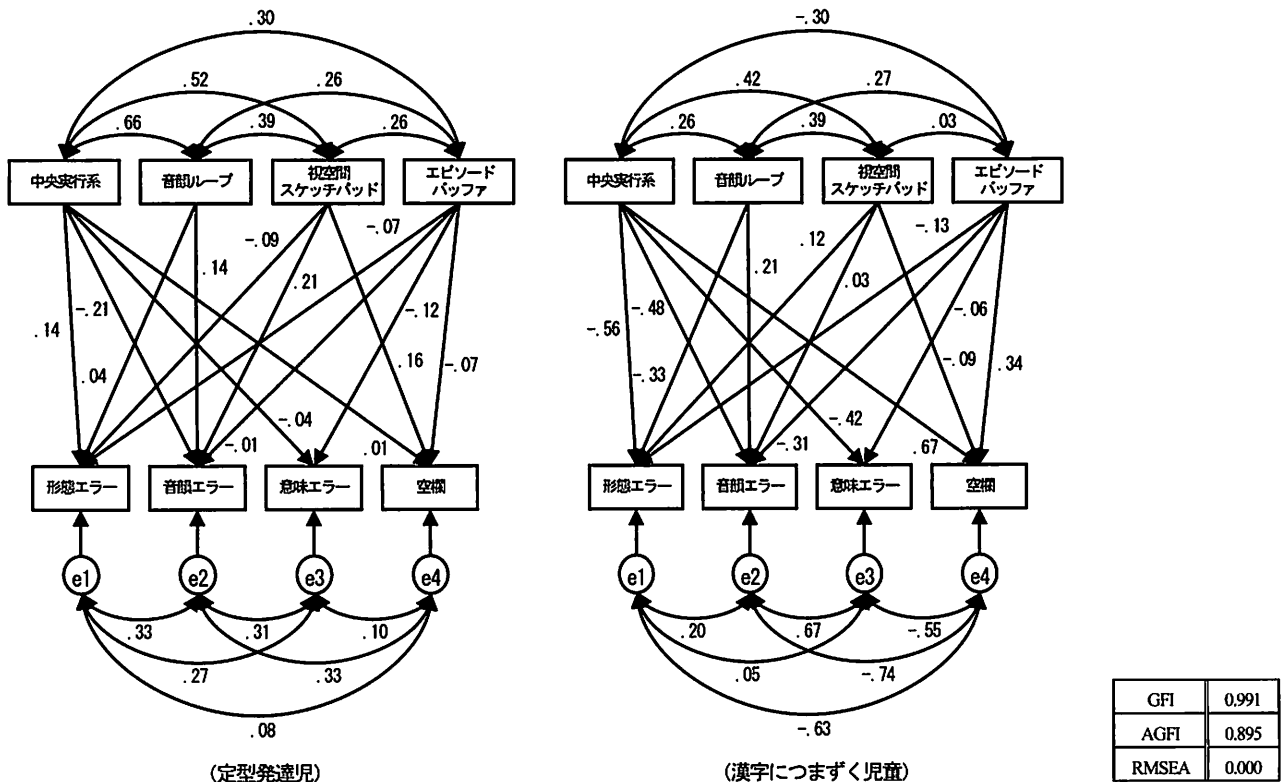 .30
.52
.26
.66
.39
.26
中央実行系
音韻ループ
視空間
スケッチパッド
エピソード
バッファ
-.09
-.07
.14
.21
-.21
-.12
.14
.16
-.07
.04
-.04
-.01
.01
形態エラー
音韻エラー
意味エラー
空欄
e1
e2
e3
e4
.33
.31
.10
.27
.33
.08
(定型発達児)
-.30
.42
.27
.26
.39
.03
中央実行系
音韻ループ
視空間
スケッチパッド
エピソード
バッファ
.12
-.13
.21
.03
-.48
-.06
-.56
-.09
.34
-.33
-.42
-.31
.67
形態エラー
音韻エラー
意味エラー
空欄
e1
e2
e3
e4
.20
.67
-.55
.05
-.74
-.63
(漢字につまずく児童)
GFI 0.991
AGFI 0.895
RMSEA 0.000